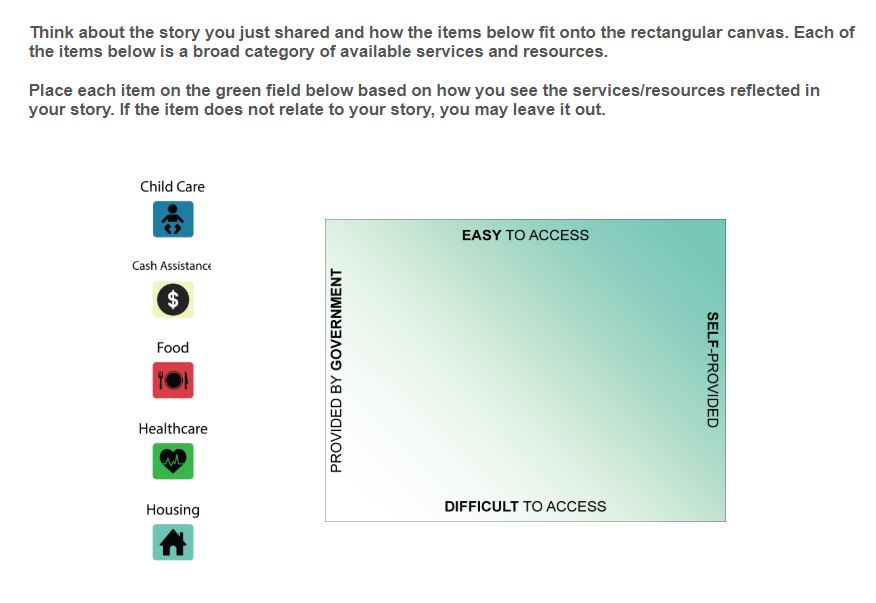 Think about the story you just shared and how the items below fit onto the rectangular canvas. Each of
the items below is a broad category of available services and resources.
Place each item on the green field below based on how you see the services/resources reflected in
your story. If the item does not relate to your story, you may leave it out.
Child Care
Cash Assistance
$
Food
Healthcare
Housing
EASY TO ACCESS
PROVIDED BY GOVERNMENT
SELF-PROVIDED
DIFFICULT TO ACCESS